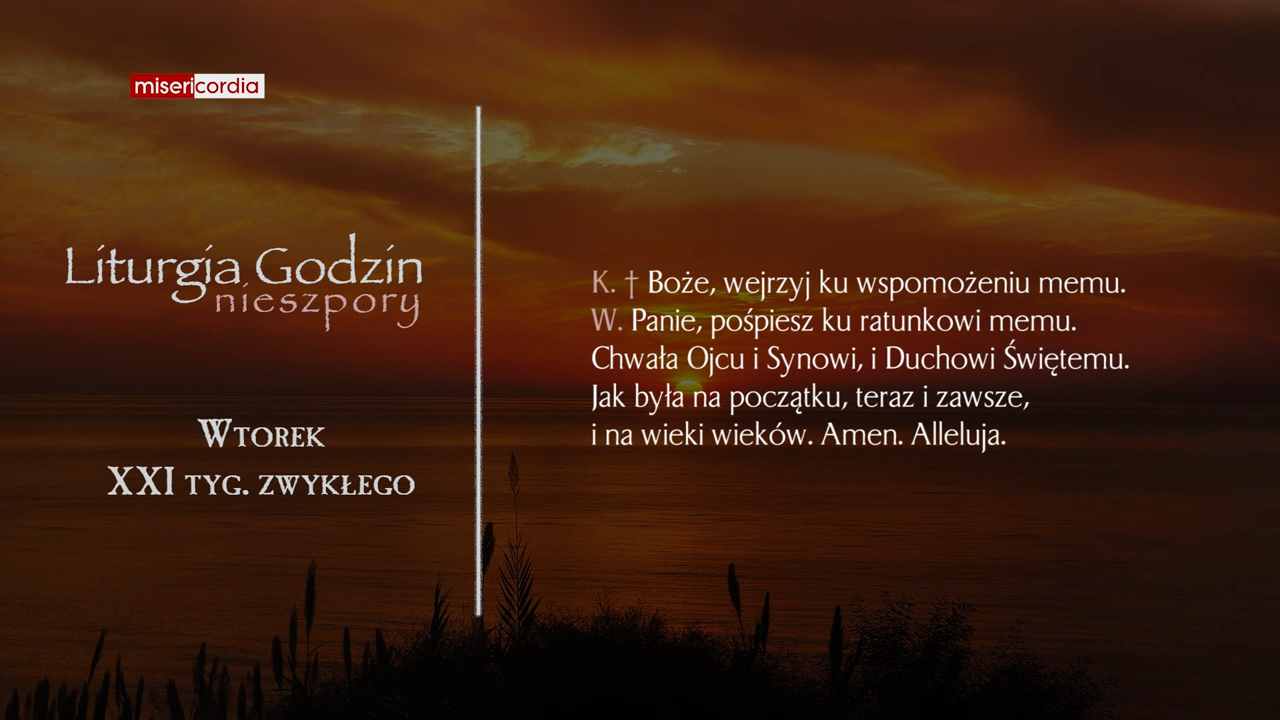 misericordia
Liturgia Godzin
nieszpory
Wtorek
XXI tyg. zwykłego
K. † Boże, wejrzyj ku wspomożeniu memu.
W. Panie, pośpiesz ku ratunkowi memu.
Chwała Ojcu i Synowi, i Duchowi Świętemu.
Jak była na początku, teraz i zawsze,
i na wieki wieków. Amen. Alleluja.